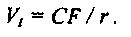 V_t = CF / r.